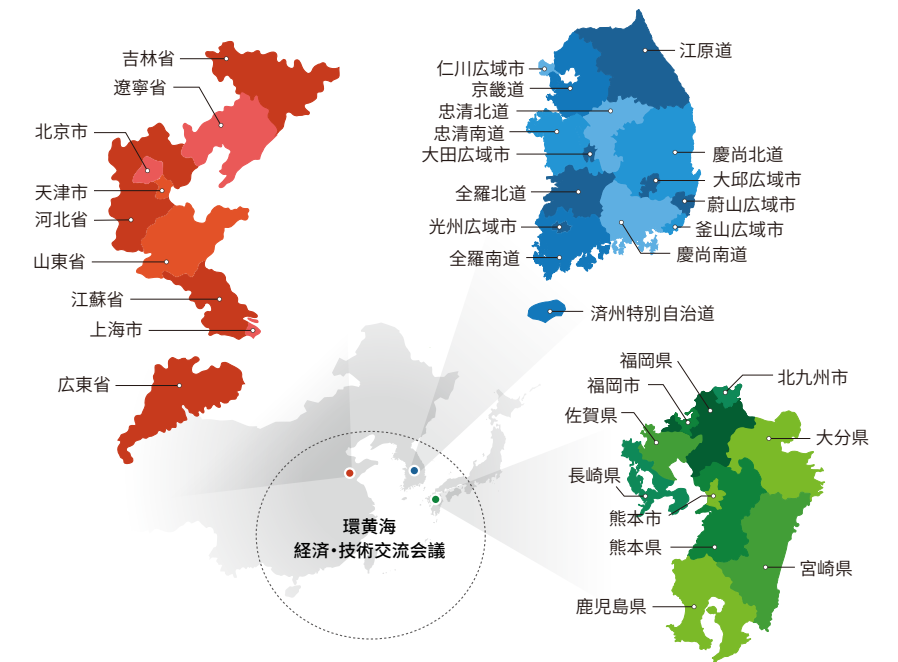 吉林省
遼寧省
北京市
天津市
河北省
山東省
江蘇省
上海市
広東省
江原道
仁川広域市
京畿道
忠清北道
忠清南道
大田広域市
慶尚北道
大邱広域市
全羅北道
蔚山広域市
光州広域市
釜山広域市
全羅南道
慶尚南道
済州特別自治道
福岡県
北九州市
福岡市
佐賀県
大分県
長崎県
熊本市
熊本県
宮崎県
鹿児島県
環黄海
経済・技術交流会議